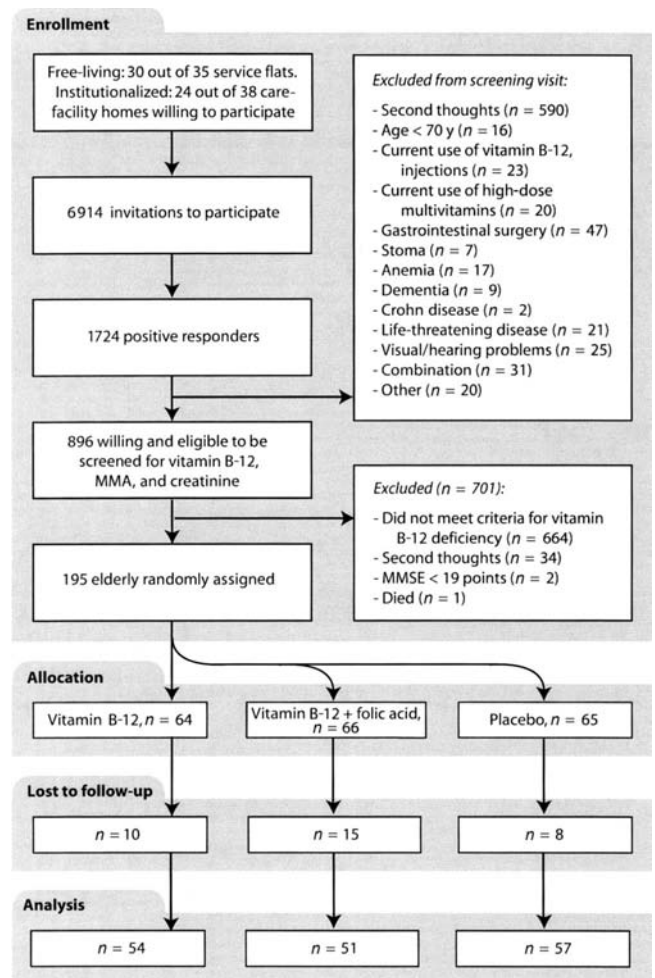 Enrollment
Free-living: 30 out of 35 service flats.
Institutionalized: 24 out of 38 care-
facility homes willing to participate
6914 invitations to participate
1724 positive responders
Excluded from screening visit:
- Second thoughts (n = 590)
- Age < 70 y (n = 16)
- Current use of vitamin B-12,
injections (n = 23)
- Current use of high-dose
multivitamins (n = 20)
- Gastrointestinal surgery (n = 47)
- Stoma (n = 7)
- Anemia (n = 17)
- Dementia (n = 9)
- Crohn disease (n = 2)
- Life-threatening disease (n = 21)
- Visual/hearing problems (n = 25)
- Combination (n = 31)
- Other (n = 20)
896 willing and eligible to be
screened for vitamin B-12,
MMA, and creatinine
Excluded (n = 701):
- Did not meet criteria for vitamin
B-12 deficiency (n = 664)
- Second thoughts (n = 34)
- MMSE < 19 points (n = 2)
- Died (n = 1)
195 elderly randomly assigned
Allocation
Vitamin B-12, n = 64
Vitamin B-12 + folic acid,
n = 66
Placebo, n = 65
Lost to follow-up
n = 10
n = 15
n = 8
Analysis
n = 54
n = 51
n = 57